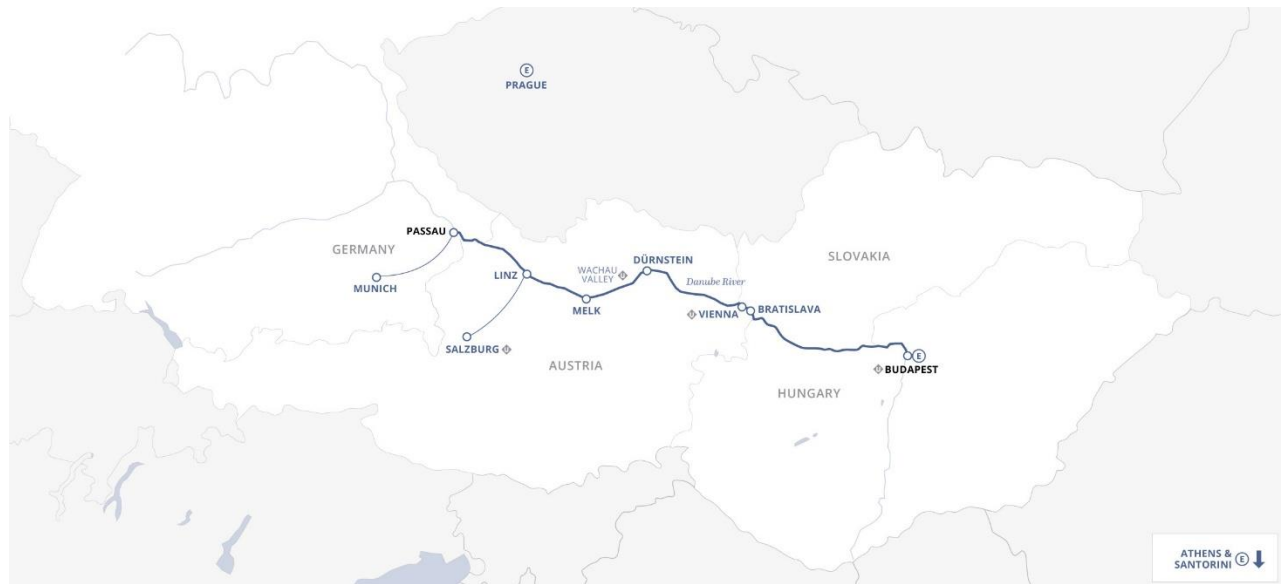 E
PRAGUE
PASSAU
GERMANY
MUNICH
LINZ
SALZBURG
WACHAU
VALLEY
DÜRNSTEIN
MELK
Danube River
SLOVAKIA
VIENNA
BRATISLAVA
AUSTRIA
E
BUDAPEST
HUNGARY
ATHENS &
SANTORINI E